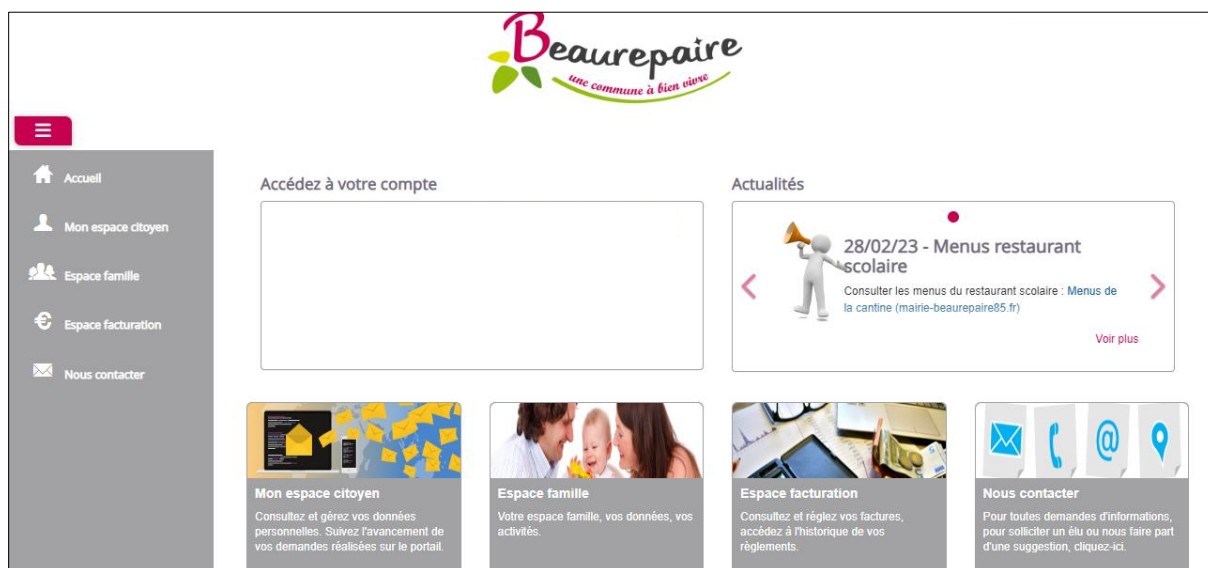 Beaurepaire
une commune à bien vivre
Accueil
Mon espace citoyen
Espace famille
Espace facturation
Nous contacter
Accédez à votre compte
Actualités
28/02/23 - Menus restaurant
scolaire
Consulter les menus du restaurant scolaire : Menus de
la cantine (mairie-beaurepaire85.fr)
Voir plus
Mon espace citoyen
Consultez et gérez vos données
personnelles. Suivez l'avancement de
vos demandes réalisées sur le portail.
Espace famille
Votre espace famille, vos données, vos
activités.
Espace facturation
Consultez et réglez vos factures,
accédez à l'historique de vos
règlements.
Nous contacter
Pour toutes demandes d'informations,
pour solliciter un élu ou nous faire part
d'une suggestion, cliquez-ici.